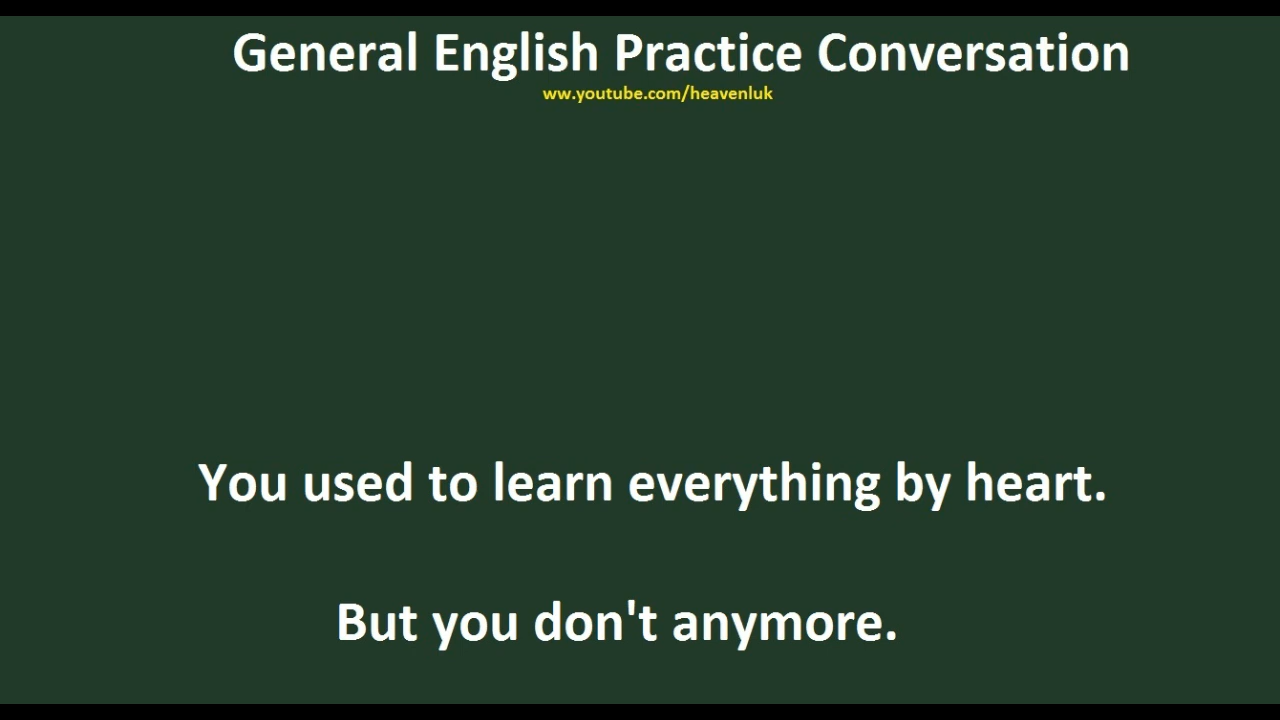 General English Practice Conversation
ww.youtube.com/heavenluk
You used to learn everything by heart.
But you don't anymore.